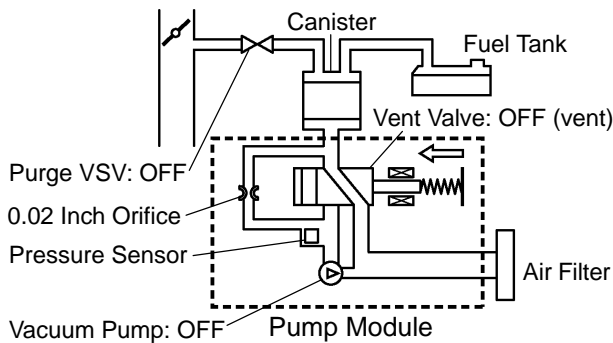 Canister
Fuel Tank
Vent Valve: OFF (vent)
Purge VSV: OFF
0.02 Inch Orifice
Pressure Sensor
Air Filter
Vacuum Pump: OFF
Pump Module